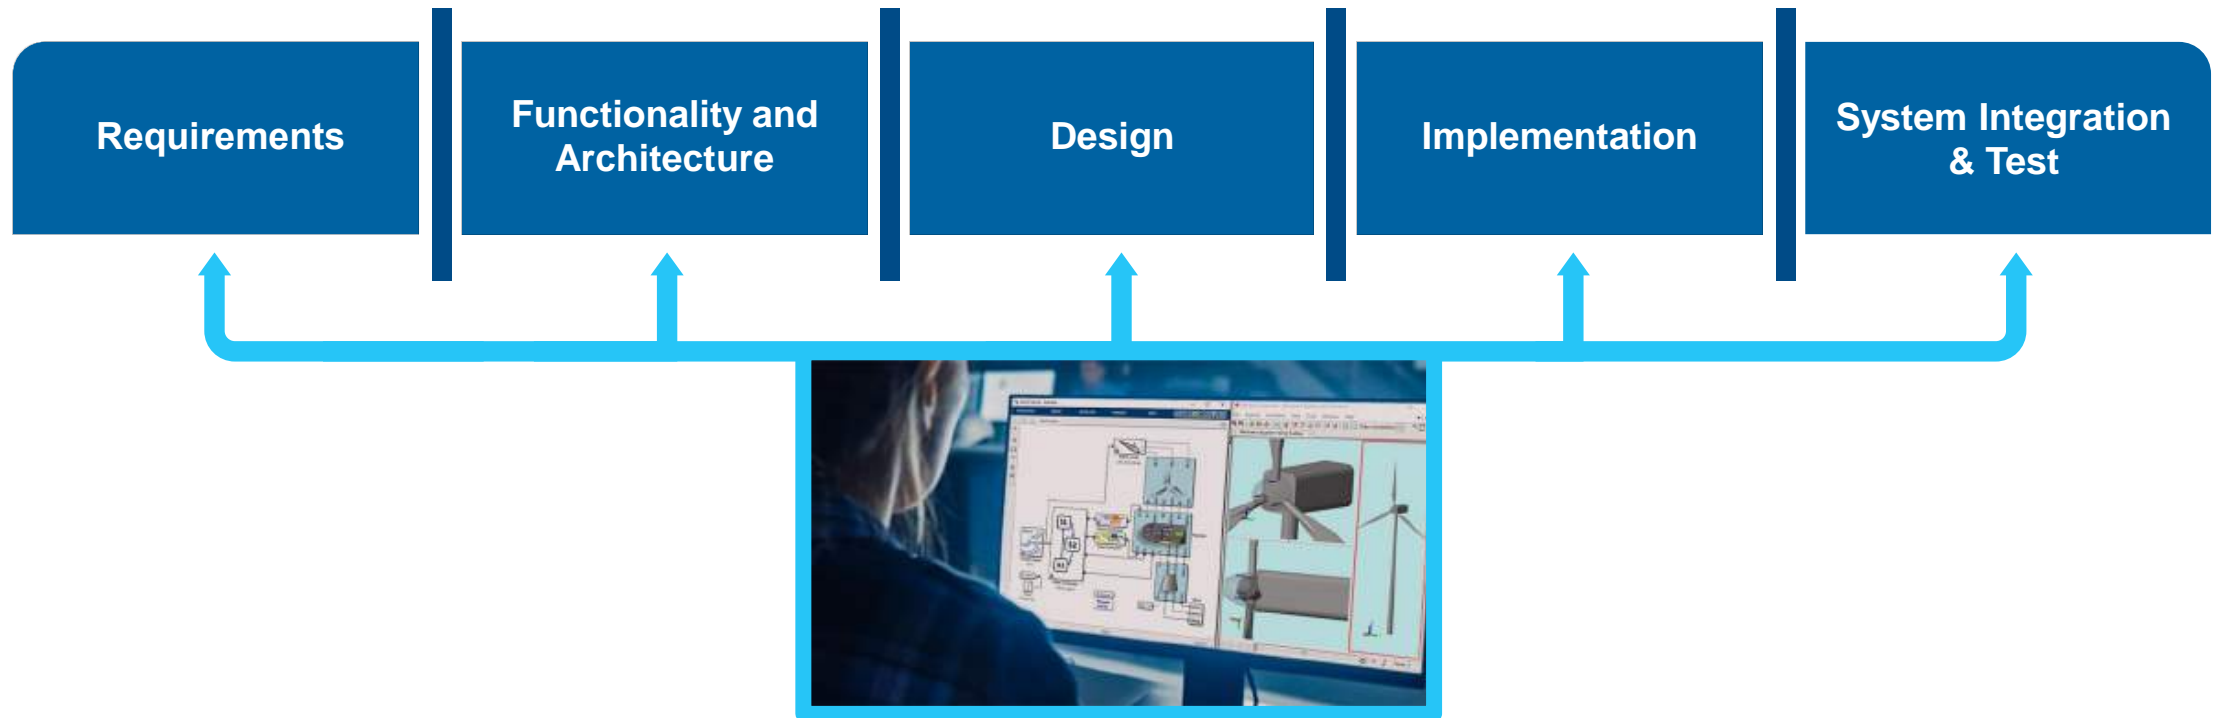 Requirements
Functionality and
Architecture
Design
Implementation
System Integration
& Test